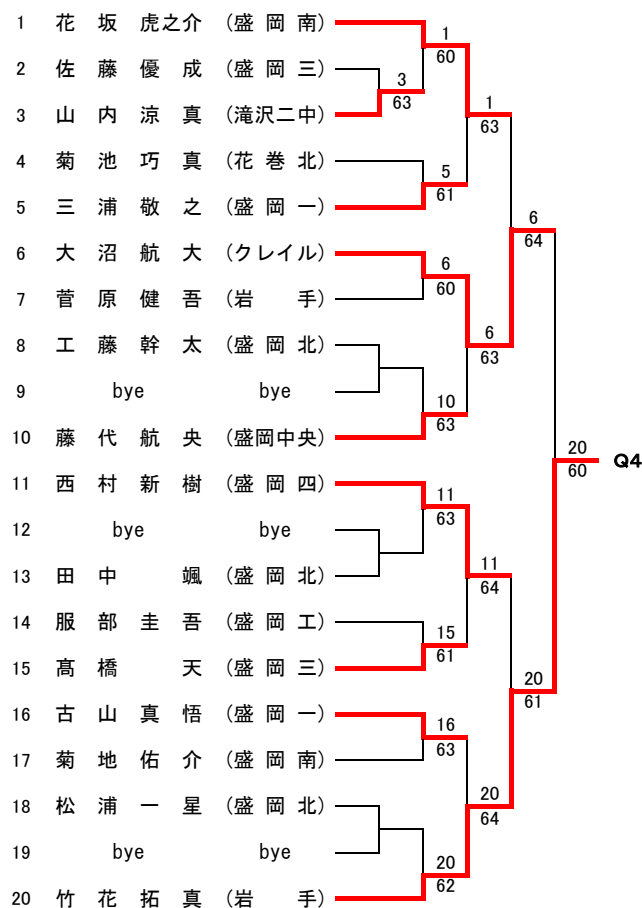 1 花 坂 虎之介 (盛 岡 南)
2 佐 藤 優 成 (盛 岡 三)
3 山 内 涼 真 (滝沢二中)
4 菊 池 巧 真 (花 巻 北)
5 三 浦 敬 之 (盛 岡 一)
6 大 沼 航 大 (クレイル)
7 菅 原 健 吾 (岩 手)
8 工 藤 幹 太 (盛 岡 北)
9 bye bye
10 藤 代 航 央 (盛岡中央)
11 西 村 新 樹 (盛 岡 四)
12 bye bye
13 田 中 颯 (盛 岡 北)
14 服 部 圭 吾 (盛 岡 工)
15 髙 橋 天 (盛 岡 三)
16 古 山 真 悟 (盛 岡 一)
17 菊 地 佑 介 (盛 岡 南)
18 松 浦 一 星 (盛 岡 北)
19 bye bye
20 竹 花 拓 真 (岩 手)
3
63
1
60
5
61
6
60
10
63
11
63
15
61
16
63
20
62
1
63
6
63
11
64
20
64
6
64
20
61
20
60
Q4